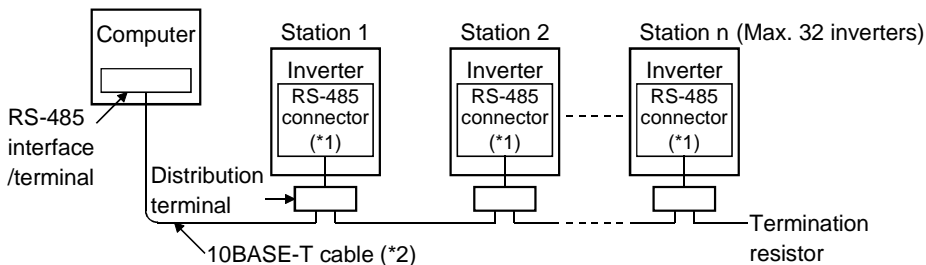 Computer
Station 1
Station 2
Station n (Max. 32 inverters)
Inverter
RS-485
connector
(*1)
Inverter
RS-485
connector
(*1)
Inverter
RS-485
connector
(*1)
RS-485
interface
/terminal
Distribution
terminal
Termination
resistor
10BASE-T cable (*2)